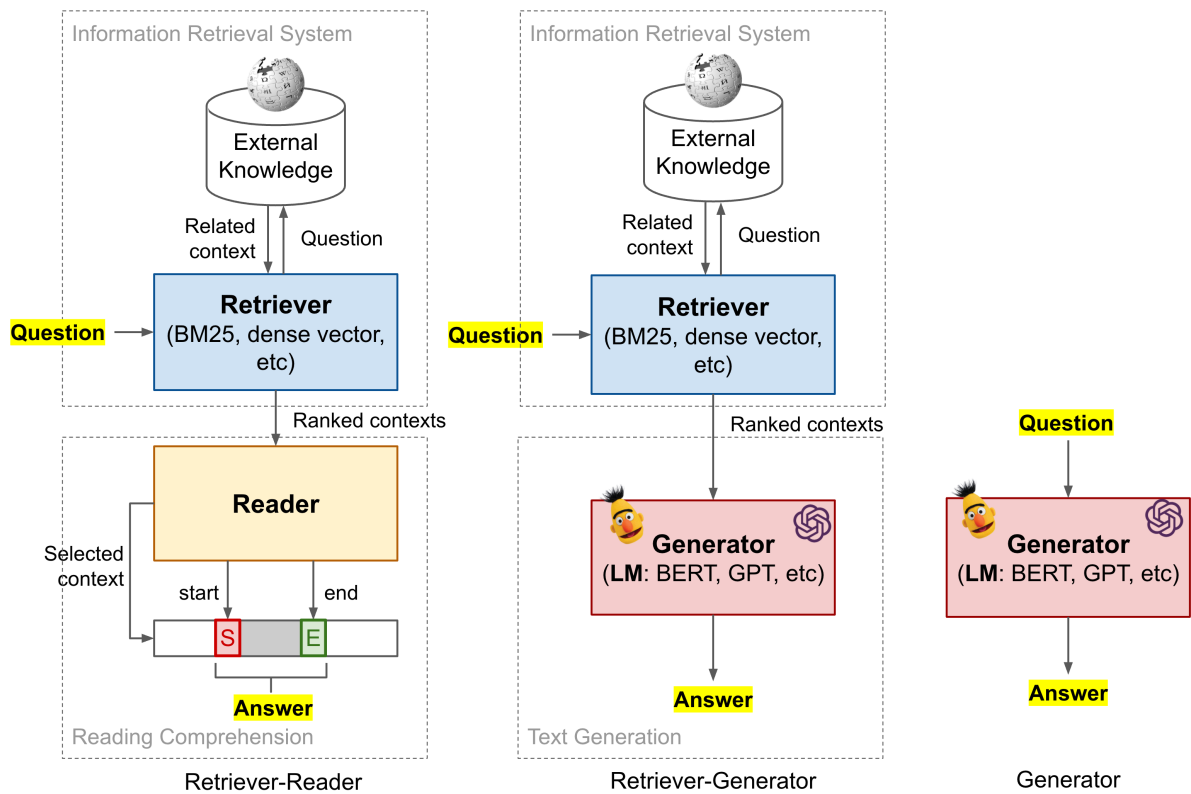 Information Retrieval System
External
Knowledge
Related
context
Question
Question
Retriever
(BM25, dense vector,
etc)
Ranked contexts
Reader
Selected
context
start
end
S
E
Answer
Reading Comprehension
Retriever-Reader
Information Retrieval System
External
Knowledge
Related
context
Question
Question
Retriever
(BM25, dense vector,
etc)
Ranked contexts
Generator
(LM: BERT, GPT, etc)
Answer
Text Generation
Retriever-Generator
Question
Generator
(LM: BERT, GPT, etc)
Answer
Generator